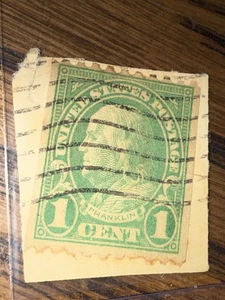 UNITED STATES POSTAGE
FRANKLIN
1 CENT 1